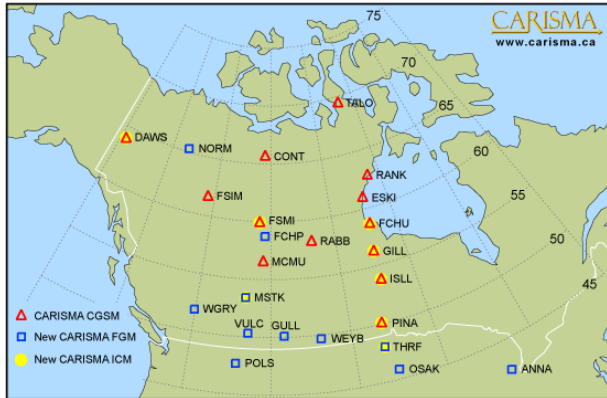 CARISMA
www.carisma.ca
75
70
65
60
55
50
45
TALO
DAWS
NORM
CONT
RANK
FSIM
ESKI
FSMI
FCHU
FCHP
RABB
GILL
MCMU
ISLL
MSTK
WGRY
PINA
VULC
GULL
WEYB
THRF
POLS
OSAK
ANNA
CARISMA CGSM
New CARISMA FGM
New CARISMA ICM